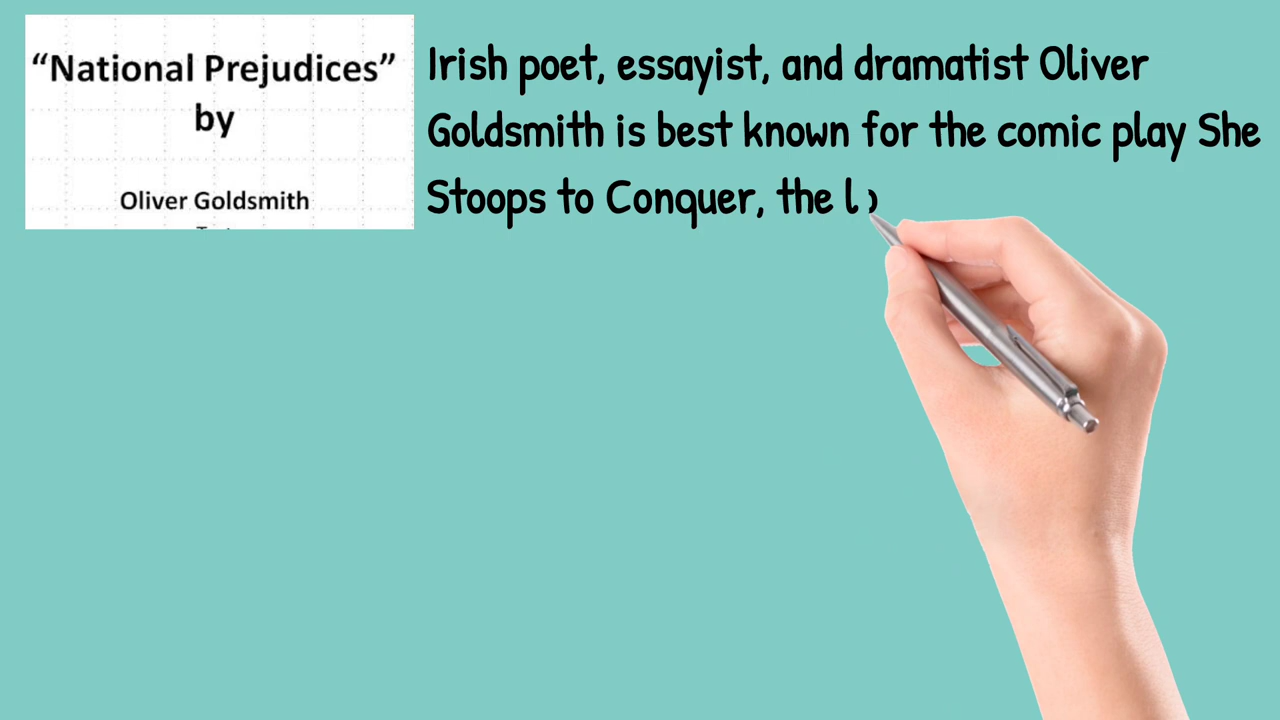 “National Prejudices”
by
Oliver Goldsmith
Irish poet, essayist, and dramatist Oliver
Goldsmith is best known for the comic play She
Stoops to Conquer, the l